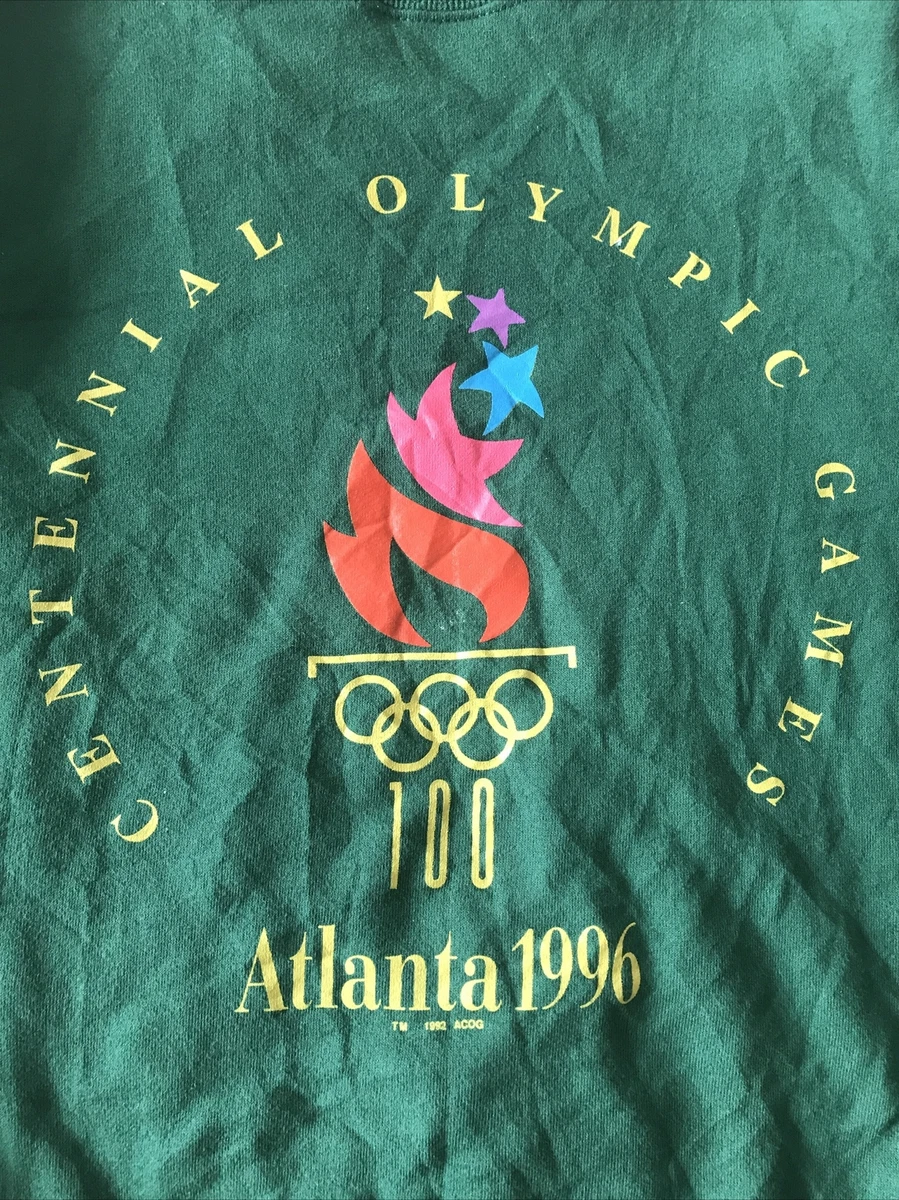 CENTENNIAL OLYMPIC GAMES
100
Atlanta 1996
TM 1992 ACOG